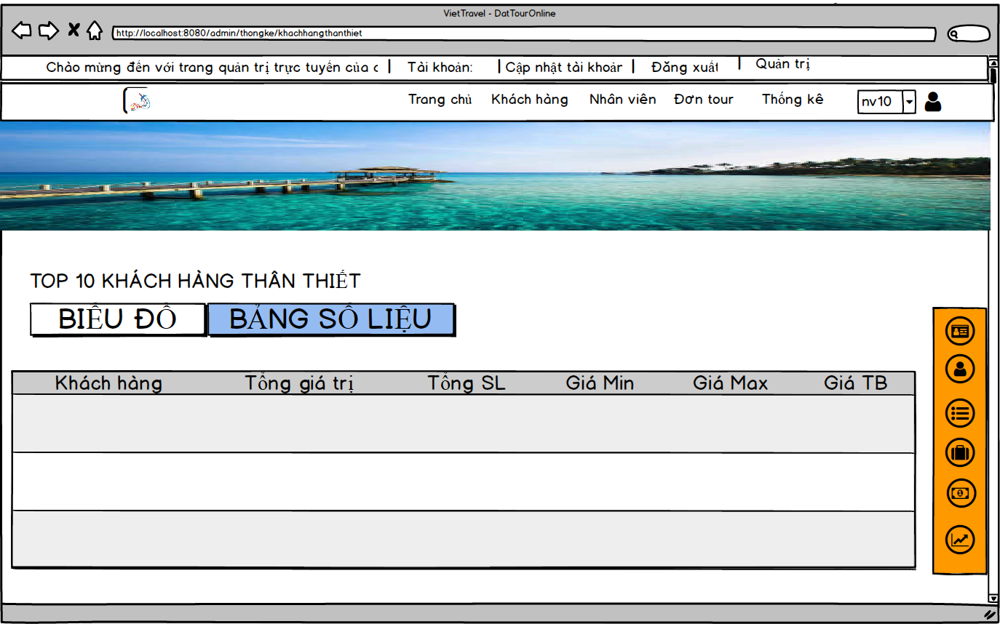 VietTravel - DatTourOnline
http://localhost:8080/admin/thongke/khachhangthanthiet
Chào mừng đến với trang quản trị trực tuyến của c | Tài khoản: | Cập nhật tài khoản | Đăng xuất | Quản trị
Trang chủ Khách hàng Nhân viên Đơn tour Thống kê nv10
TOP 10 KHÁCH HÀNG THÂN THIẾT
BIỂU ĐỒ BẢNG SỐ LIỆU
Khách hàng Tổng giá trị Tổng SL Giá Min Giá Max Giá TB